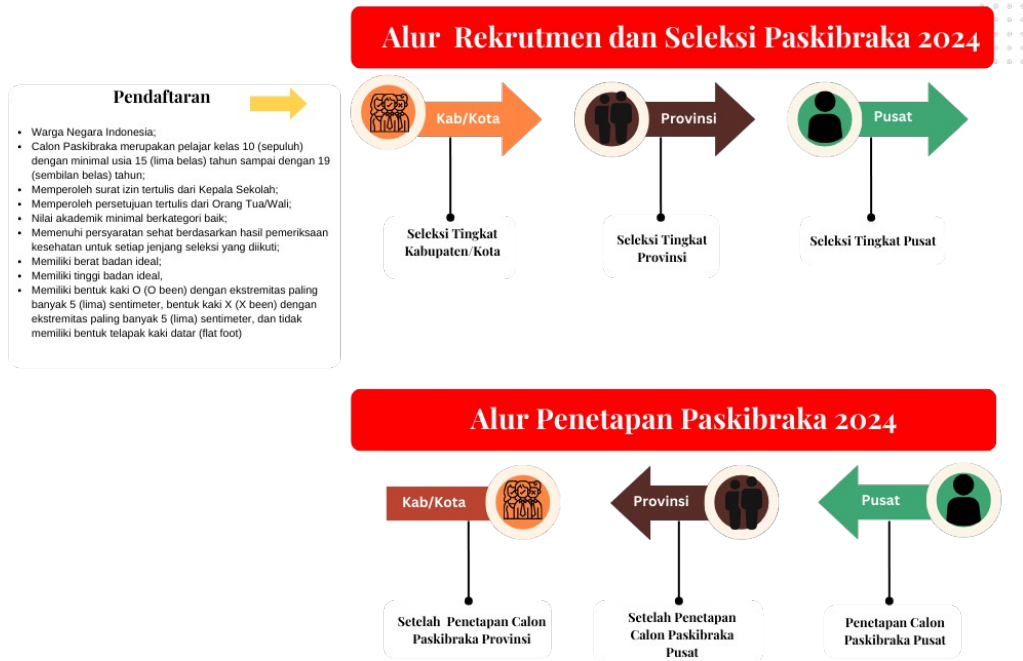 Alur Rekrutmen dan Seleksi Paskibraka 2024
Pendaftaran
• Warga Negara Indonesia;
• Calon Paskibraka merupakan pelajar kelas 10 (sepuluh)
dengan minimal usia 15 (lima belas) tahun sampai dengan 19
(sembilan belas) tahun;
• Memperoleh surat izin tertulis dari Kepala Sekolah;
• Memperoleh persetujuan tertulis dari Orang Tua/Wali;
• Nilai akademik minimal berkategori baik;
• Memenuhi persyaratan sehat berdasarkan hasil pemeriksaan
kesehatan untuk setiap jenjang seleksi yang diikuti;
• Memiliki berat badan ideal;
• Memiliki tinggi badan ideal,
• Memiliki bentuk kaki O (O been) dengan ekstremitas paling
banyak 5 (lima) sentimeter, bentuk kaki X (X been) dengan
ekstremitas paling banyak 5 (lima) sentimeter, dan tidak
memiliki bentuk telapak kaki datar (flat foot)
Kab/Kota
Seleksi Tingkat
Kabupaten/Kota
Provinsi
Seleksi Tingkat
Provinsi
Pusat
Seleksi Tingkat Pusat
Alur Penetapan Paskibraka 2024
Kab/Kota
Setelah Penetapan Calon
Paskibraka Provinsi
Provinsi
Setelah Penetapan
Calon Paskibraka
Pusat
Pusat
Penetapan Calon
Paskibraka Pusat